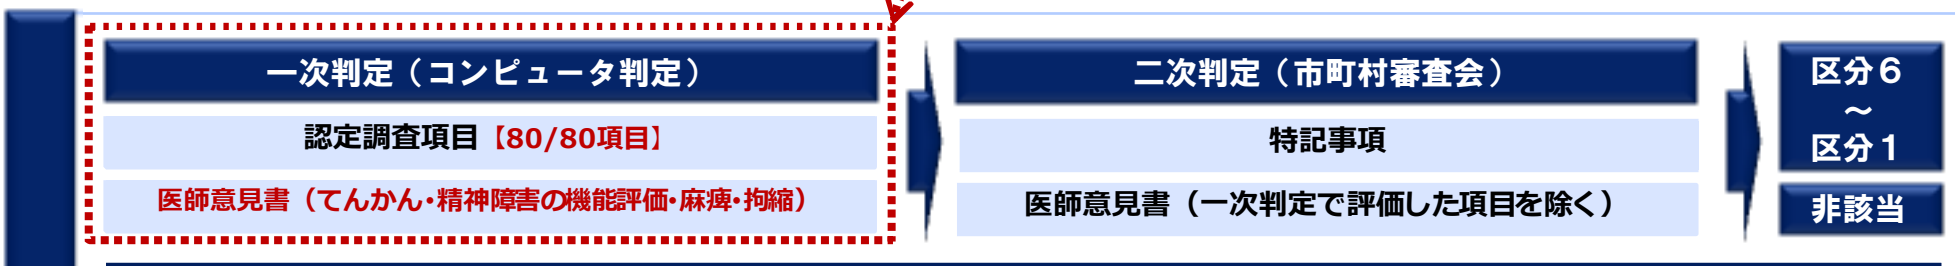 一次判定（コンピュータ判定）
認定調査項目【80/80項目】
医師意見書（てんかん・精神障害の機能評価・麻痺・拘縮）
二次判定（市町村審査会）
特記事項
医師意見書（一次判定で評価した項目を除く）
区分６
～
区分１
非該当